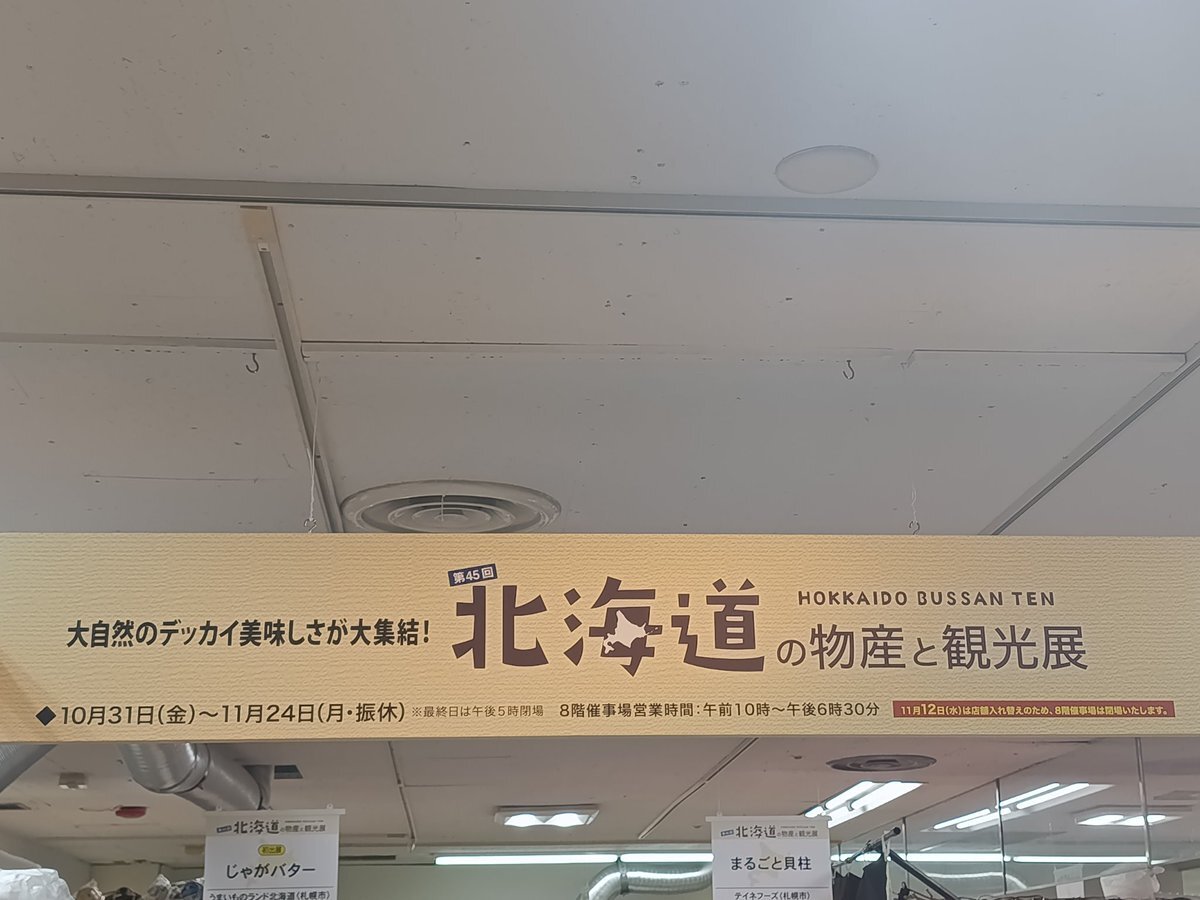 第45回
大自然のデッカイ美味しさが大集結！
北海道の物産と観光展
HOKKAIDO BUSSAN TEN
◆10月31日(金)～11月24日(月・振休) ※最終日は午後5時閉場 8階催事場営業時間：午前10時～午後6時30分
11月12日(水)は店舗入れ替えのため、8階催事場は閉場いたします。
北海道の物産と観光展
初出展
じゃがバター
うまいものランド北海道(札幌市)
北海道の物産と観光展
まるごと貝柱
テイネフーズ(札幌市)